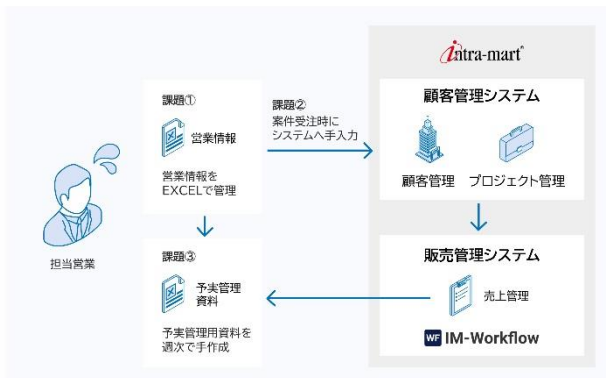 intra-mart
課題①
営業情報
営業情報を
EXCELで管理
課題②
案件受注時に
システムへ手入力
顧客管理システム
顧客管理
プロジェクト管理
担当営業
課題③
予実管理
資料
予実管理用資料を
週次で手作成
販売管理システム
売上管理
WF IM-Workflow